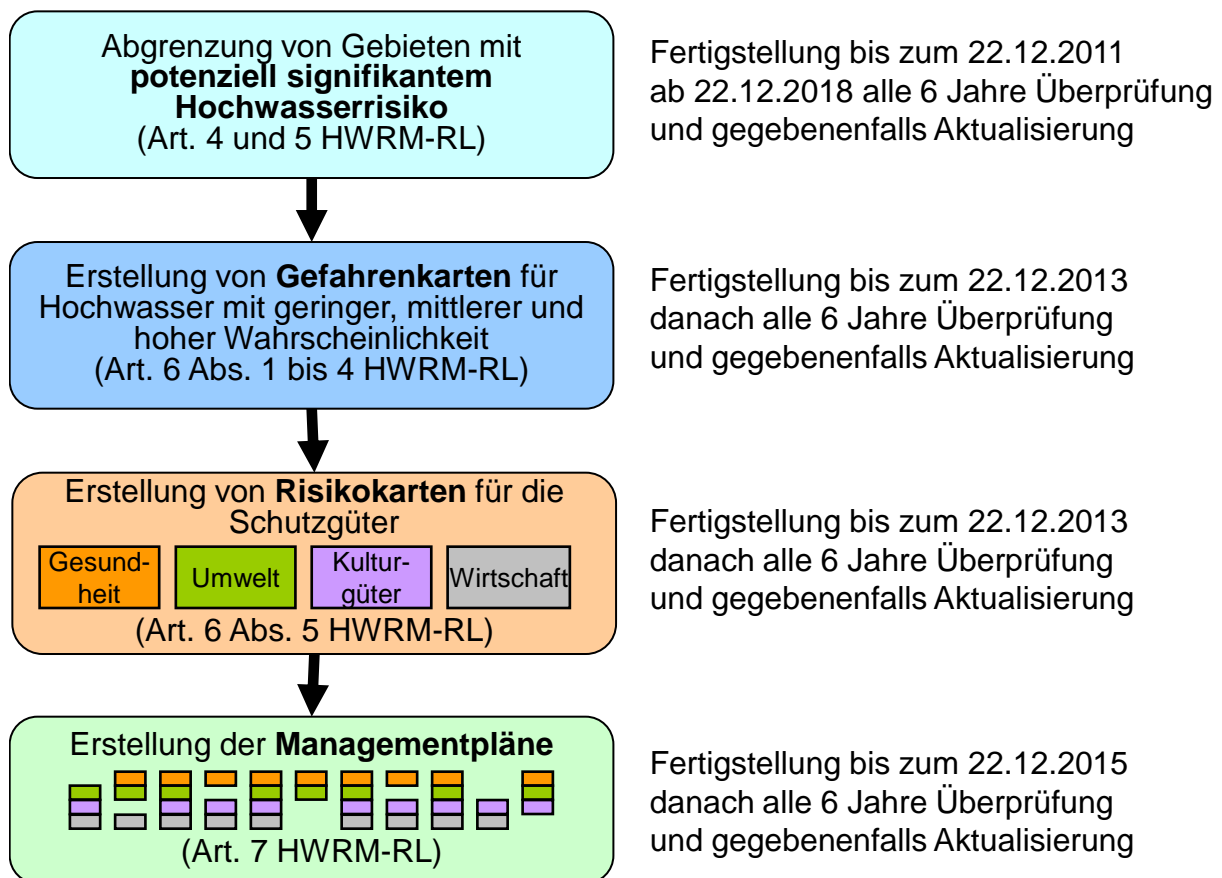 Abgrenzung von Gebieten mit
potenziell signifikantem
Hochwasserrisiko
(Art. 4 und 5 HWRM-RL)
Fertigstellung bis zum 22.12.2011
ab 22.12.2018 alle 6 Jahre Überprüfung
und gegebenenfalls Aktualisierung
Erstellung von Gefahrenkarten für
Hochwasser mit geringer, mittlerer und
hoher Wahrscheinlichkeit
(Art. 6 Abs. 1 bis 4 HWRM-RL)
Fertigstellung bis zum 22.12.2013
danach alle 6 Jahre Überprüfung
und gegebenenfalls Aktualisierung
Erstellung von Risikokarten für die
Schutzgüter
Gesund-
heit
Umwelt
Kultur-
güter
Wirtschaft
(Art. 6 Abs. 5 HWRM-RL)
Fertigstellung bis zum 22.12.2013
danach alle 6 Jahre Überprüfung
und gegebenenfalls Aktualisierung
Erstellung der Managementpläne
(Art. 7 HWRM-RL)
Fertigstellung bis zum 22.12.2015
danach alle 6 Jahre Überprüfung
und gegebenenfalls Aktualisierung